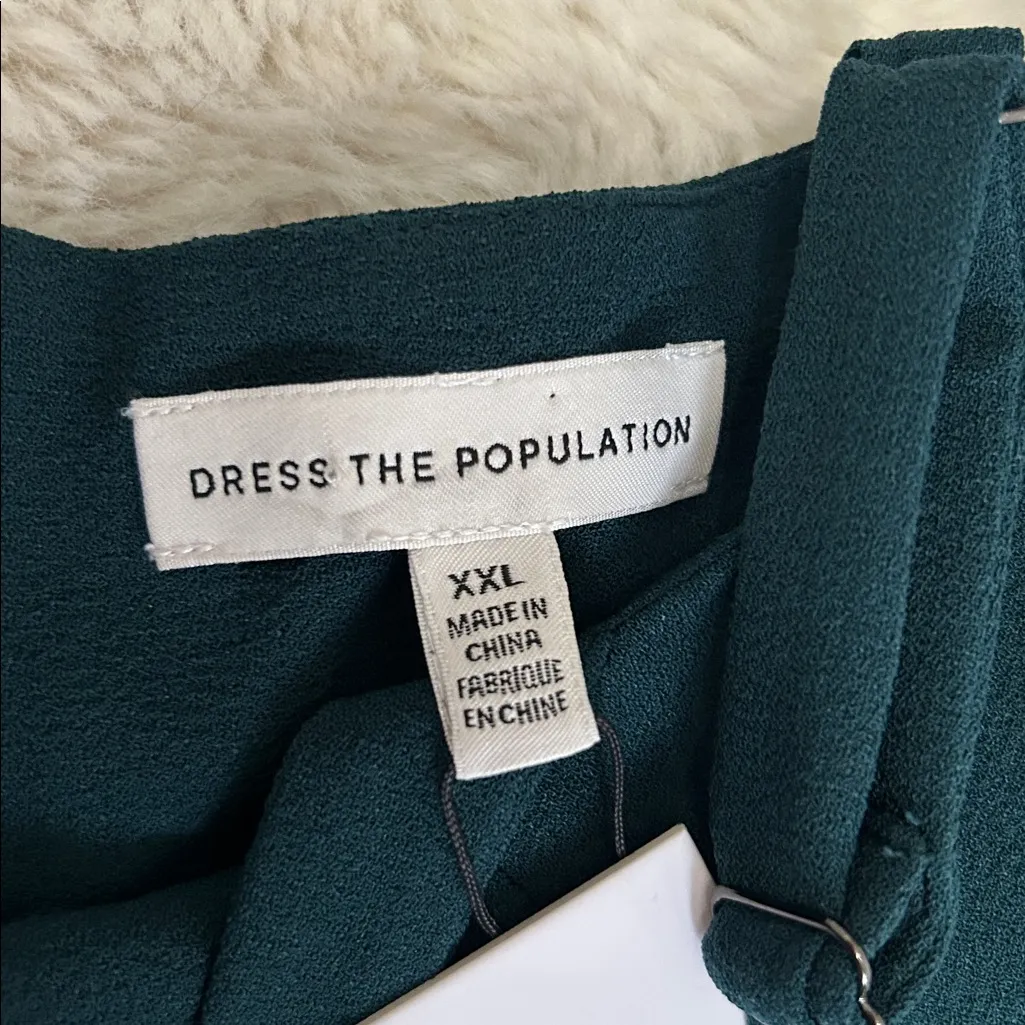 DRESS THE POPULATION
XXL
MADE IN
CHINA
FABRIQUE
EN CHINE